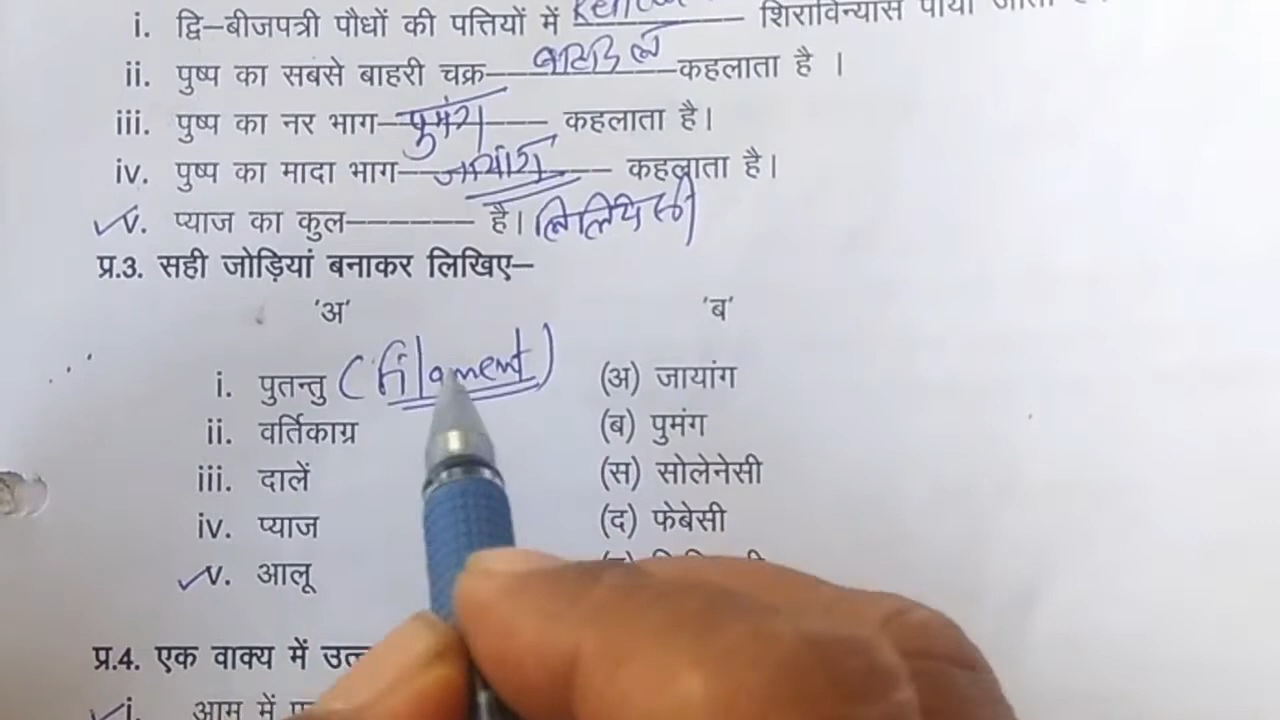 i. द्वि–बीजपत्री पौधों की पत्तियों में ———— शिराविन्यास पाया जाता
ii. पुष्प का सबसे बाहरी चक्र————कहलाता है ।
iii. पुष्प का नर भाग—पुमंग—— कहलाता है।
iv. पुष्प का मादा भाग—जायांग—— कहलाता है।
v. प्याज का कुल—————— है। लिलियेसी
प्र.3. सही जोड़ियां बनाकर लिखिए–
'अ' 'ब'
i. पुतन्तु (filament) (अ) जायांग
ii. वर्तिकाग्र (ब) पुमंग
iii. दालें (स) सोलेनेसी
iv. प्याज (द) फेबेसी
v. आलू
प्र.4. एक वाक्य में
i. आम में